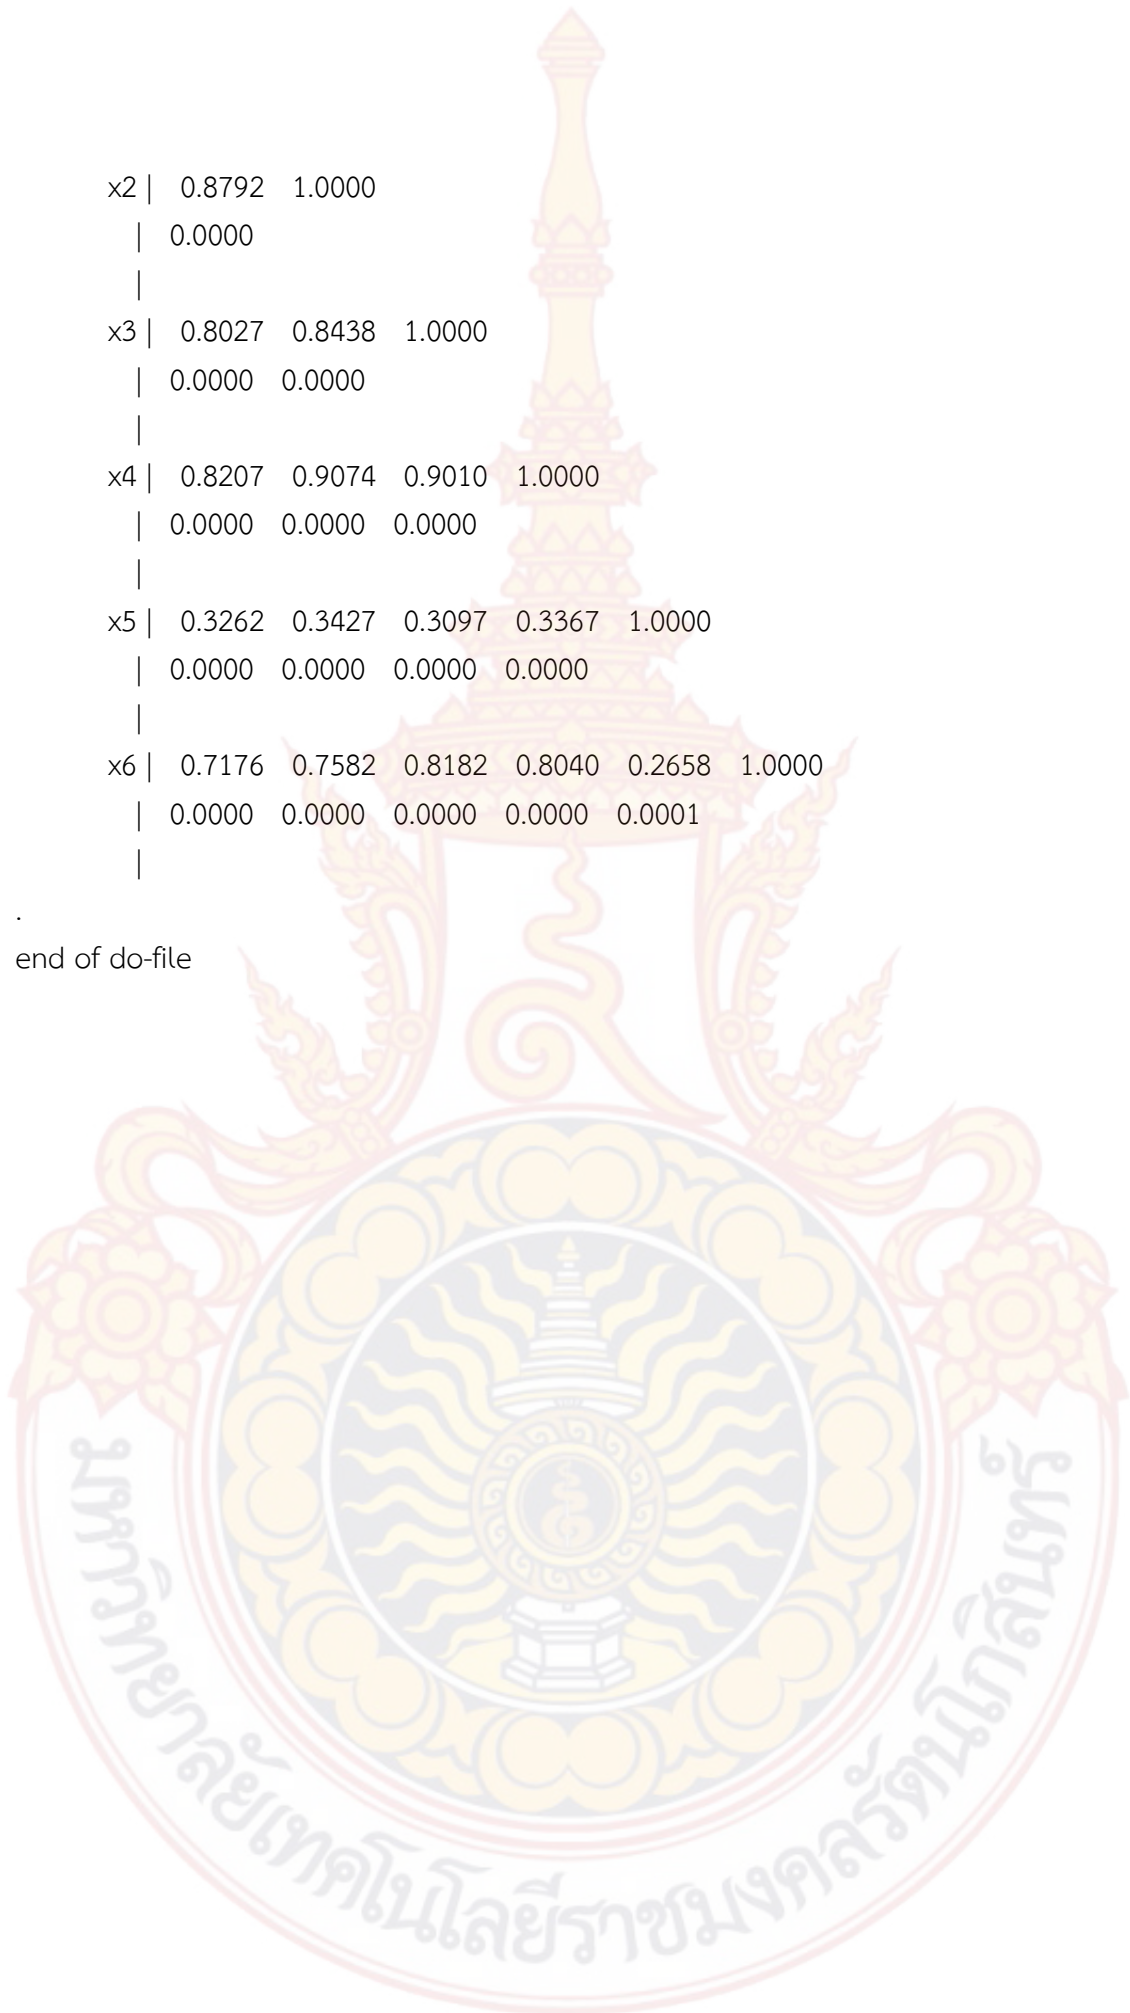 x2 | 0.8792 1.0000
| 0.0000
|
x3 | 0.8027 0.8438 1.0000
| 0.0000 0.0000
|
x4 | 0.8207 0.9074 0.9010 1.0000
| 0.0000 0.0000 0.0000
|
x5 | 0.3262 0.3427 0.3097 0.3367 1.0000
| 0.0000 0.0000 0.0000 0.0000
|
x6 | 0.7176 0.7582 0.8182 0.8040 0.2658 1.0000
| 0.0000 0.0000 0.0000 0.0000 0.0001
|
.
end of do-file
มหาวิทยาลัยเทคโนโลยีราชมงคลรัตนโกสินทร์